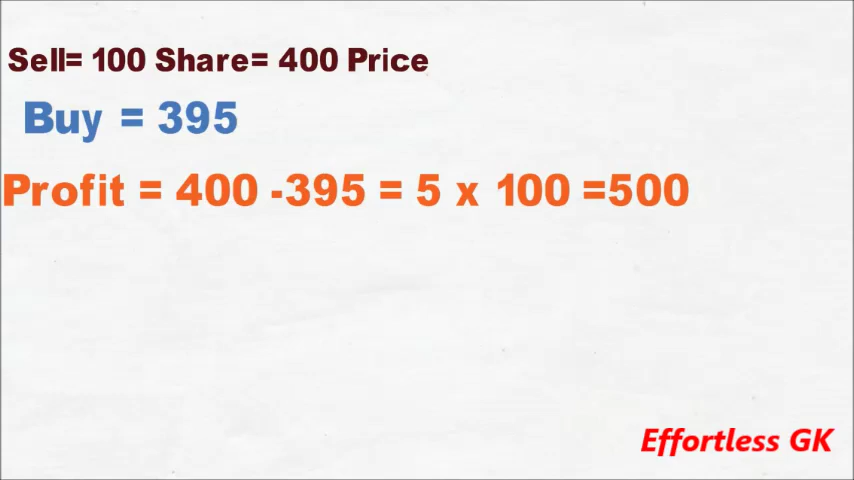 Sell= 100 Share= 400 Price
Buy = 395
Profit = 400 -395 = 5 x 100 =500
Effortless GK